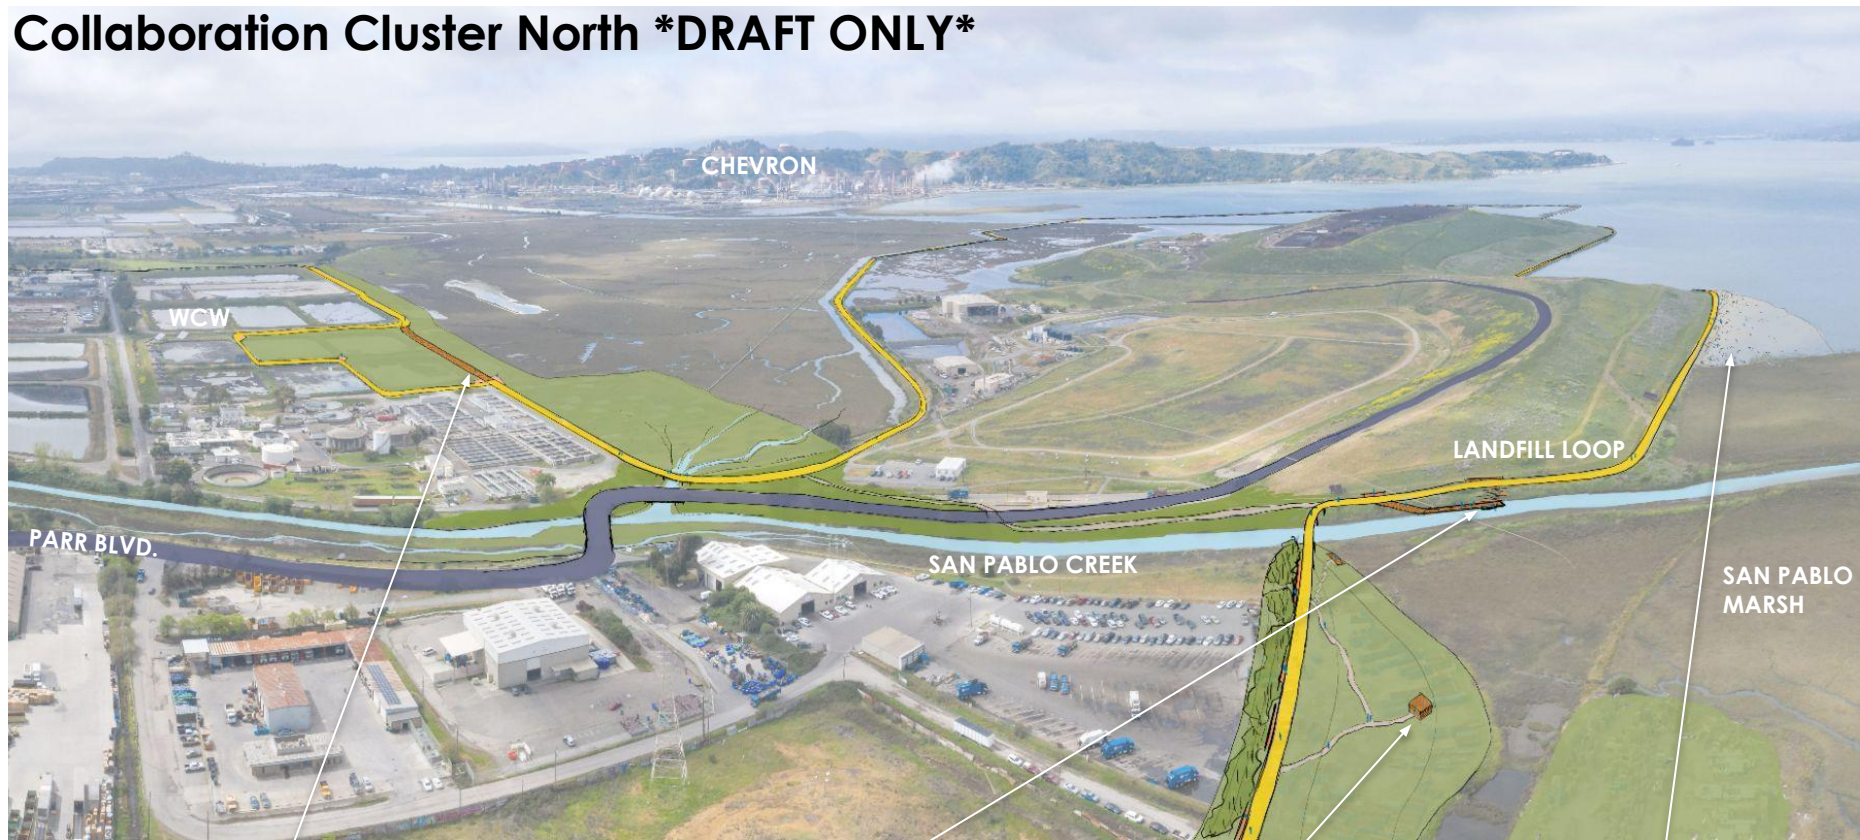 Collaboration Cluster North *DRAFT ONLY*
CHEVRON
WCW
LANDFILL LOOP
PARR BLVD.
SAN PABLO CREEK
SAN PABLO
MARSH